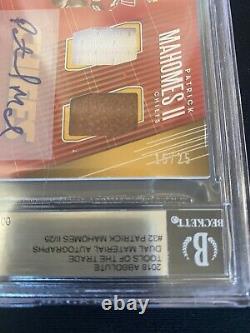 PATRICK
MAHOMES II
CHIEFS
15/25
BECKETT
2018 ABSOLUTE
TOOLS OF THE TRADE
DUAL MATERIAL AUTOGRAPHS
#32 PATRICK MAHOMES II/25